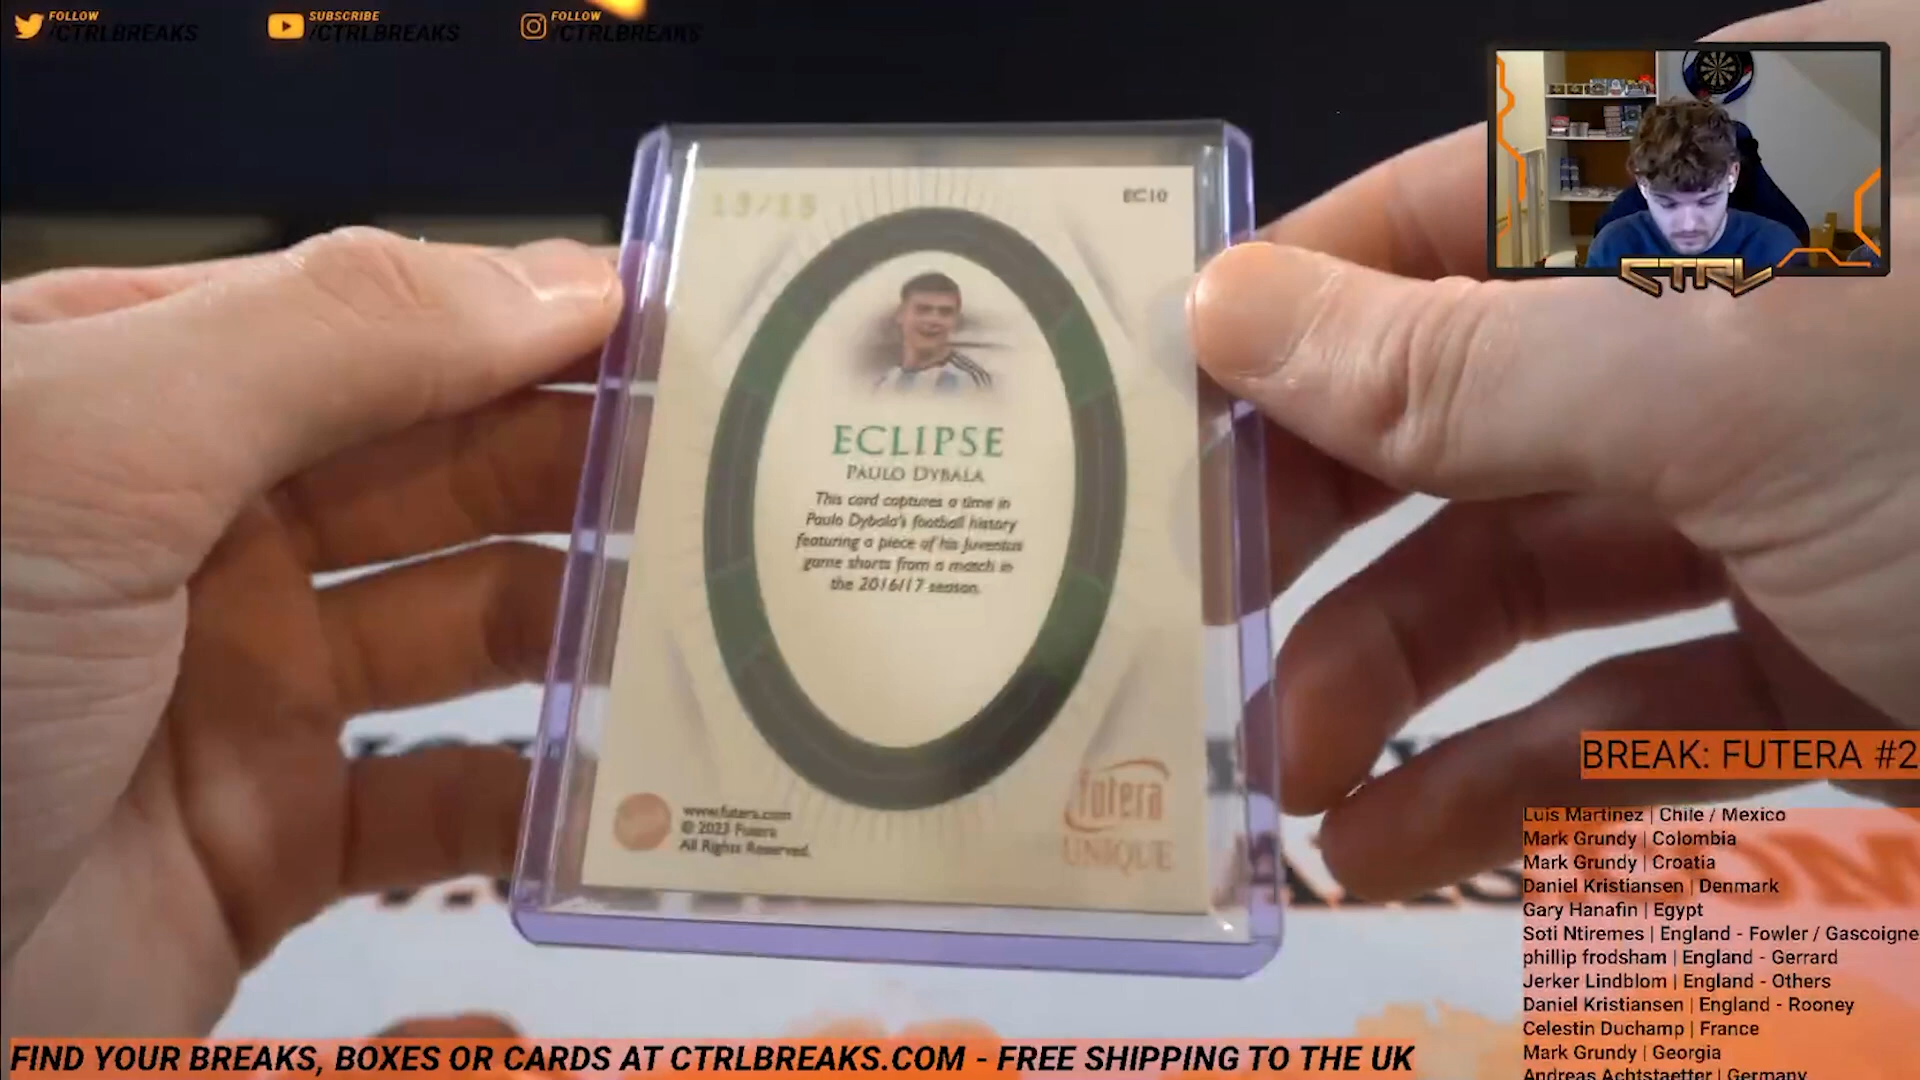 FOLLOW
/CTRLBREAKS
SUBSCRIBE
/CTRLBREAKS
FOLLOW
/CTRLBREAKS
CTRL
EC10
ECLIPSE
PAULO DYBALA
This card captures a time in
Paulo Dybala's football history
featuring a piece of his Juventus
game shorts from a match in
the 2016/17 season.
www.futera.com
© 2023 Futera
All Rights Reserved.
futera
UNIQUE
BREAK: FUTERA #2
Luis Martinez | Chile / Mexico
Mark Grundy | Colombia
Mark Grundy | Croatia
Daniel Kristiansen | Denmark
Gary Hanafin | Egypt
Soti Ntiremes | England - Fowler / Gascoigne
phillip frodsham | England - Gerrard
Jerker Lindblom | England - Others
Daniel Kristiansen | England - Rooney
Celestin Duchamp | France
Mark Grundy | Georgia
Andreas Achtstaetter | Germany
FIND YOUR BREAKS, BOXES OR CARDS AT CTRLBREAKS.COM - FREE SHIPPING TO THE UK